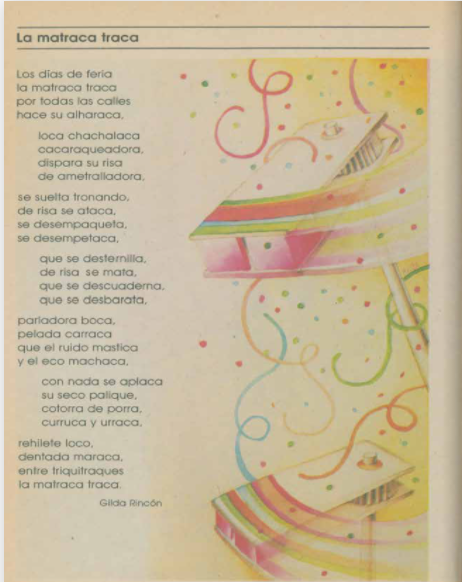 La matraca traca
Los días de feria
la matraca traca
por todas las calles
hace su alharaca,
loca chachalaca
cacaraqueadora,
dispara su risa
de ametralladora,
se suelta tronando,
de risa se ataca,
se desempaqueta,
se desempetaca,
que se desternilla,
de risa se mata,
que se descuaderna,
que se desbarata,
parladora boca,
pelada carraca
que el ruido mastica
y el eco machaca,
con nada se aplaca
su seco palique,
cotorra de porra,
curruca y urraca,
rehilete loco,
dentada maraca,
entre triquitraques
la matraca traca.
Gilda Rincón